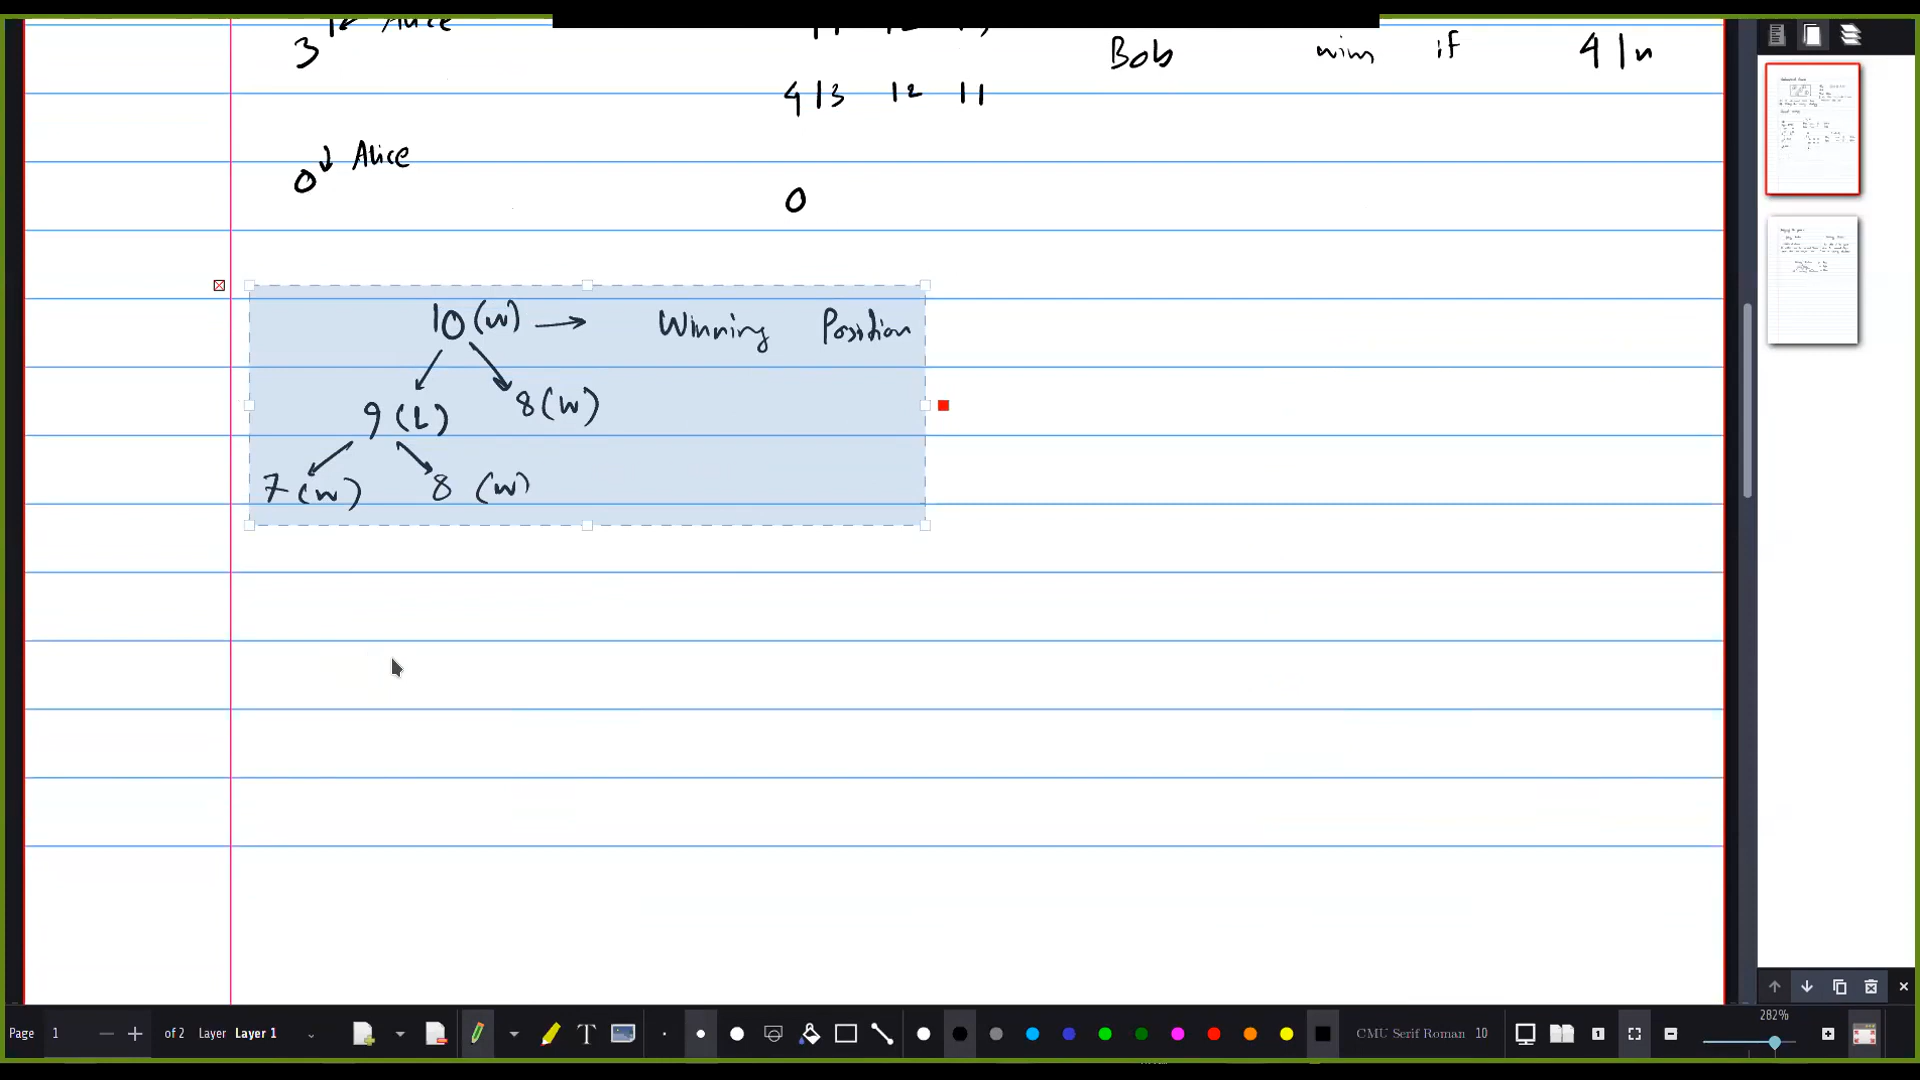 3 Alice
Bob wins if 4 | n
4 | 3 12 11
Alice
0
0
10 (W) → Winning Position
9 (L) 8 (W)
7 (W) 8 (W)
Page 1 of 2 Layer Layer 1 CMU Serif Roman 10
282%